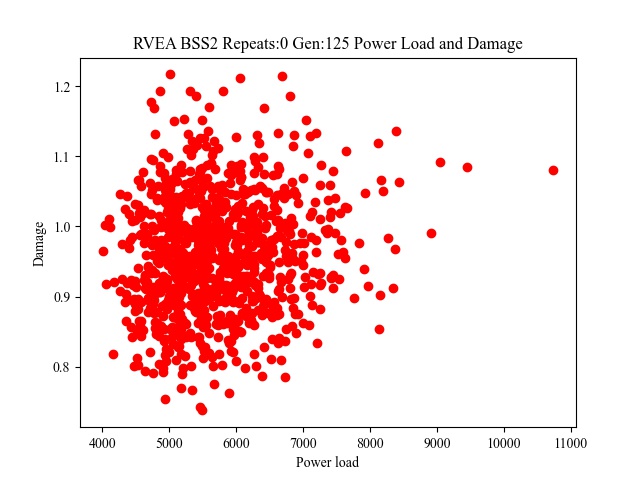 RVEA BSS2 Repeats:0 Gen:125 Power Load and Damage
1.2
1.1
1.0
0.9
0.8
Damage
4000 5000 6000 7000 8000 9000 10000 11000
Power load